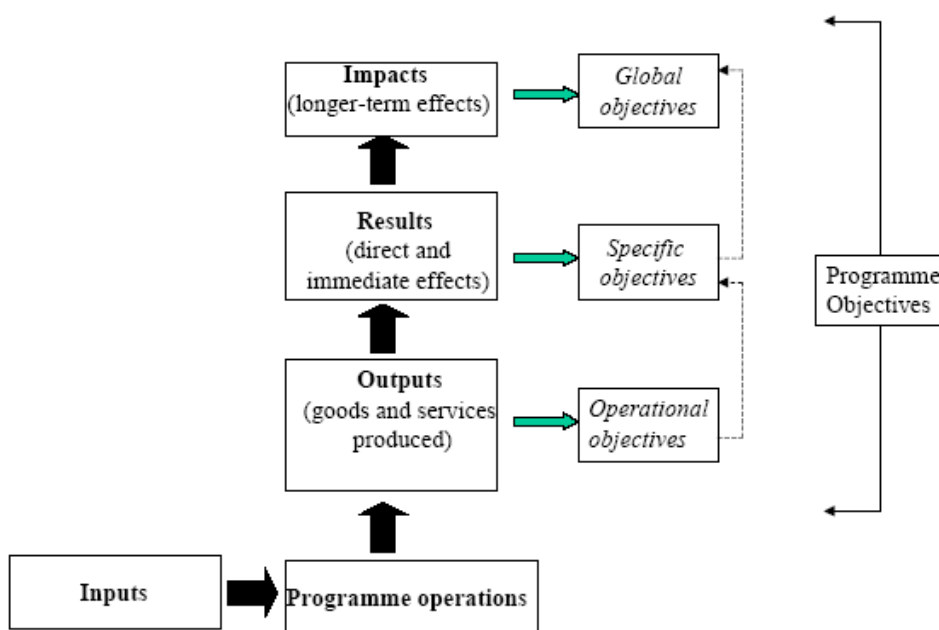 Impacts
(longer-term effects)
Global
objectives
Results
(direct and
immediate effects)
Specific
objectives
Programme
Objectives
Outputs
(goods and services
produced)
Operational
objectives
Inputs
Programme operations